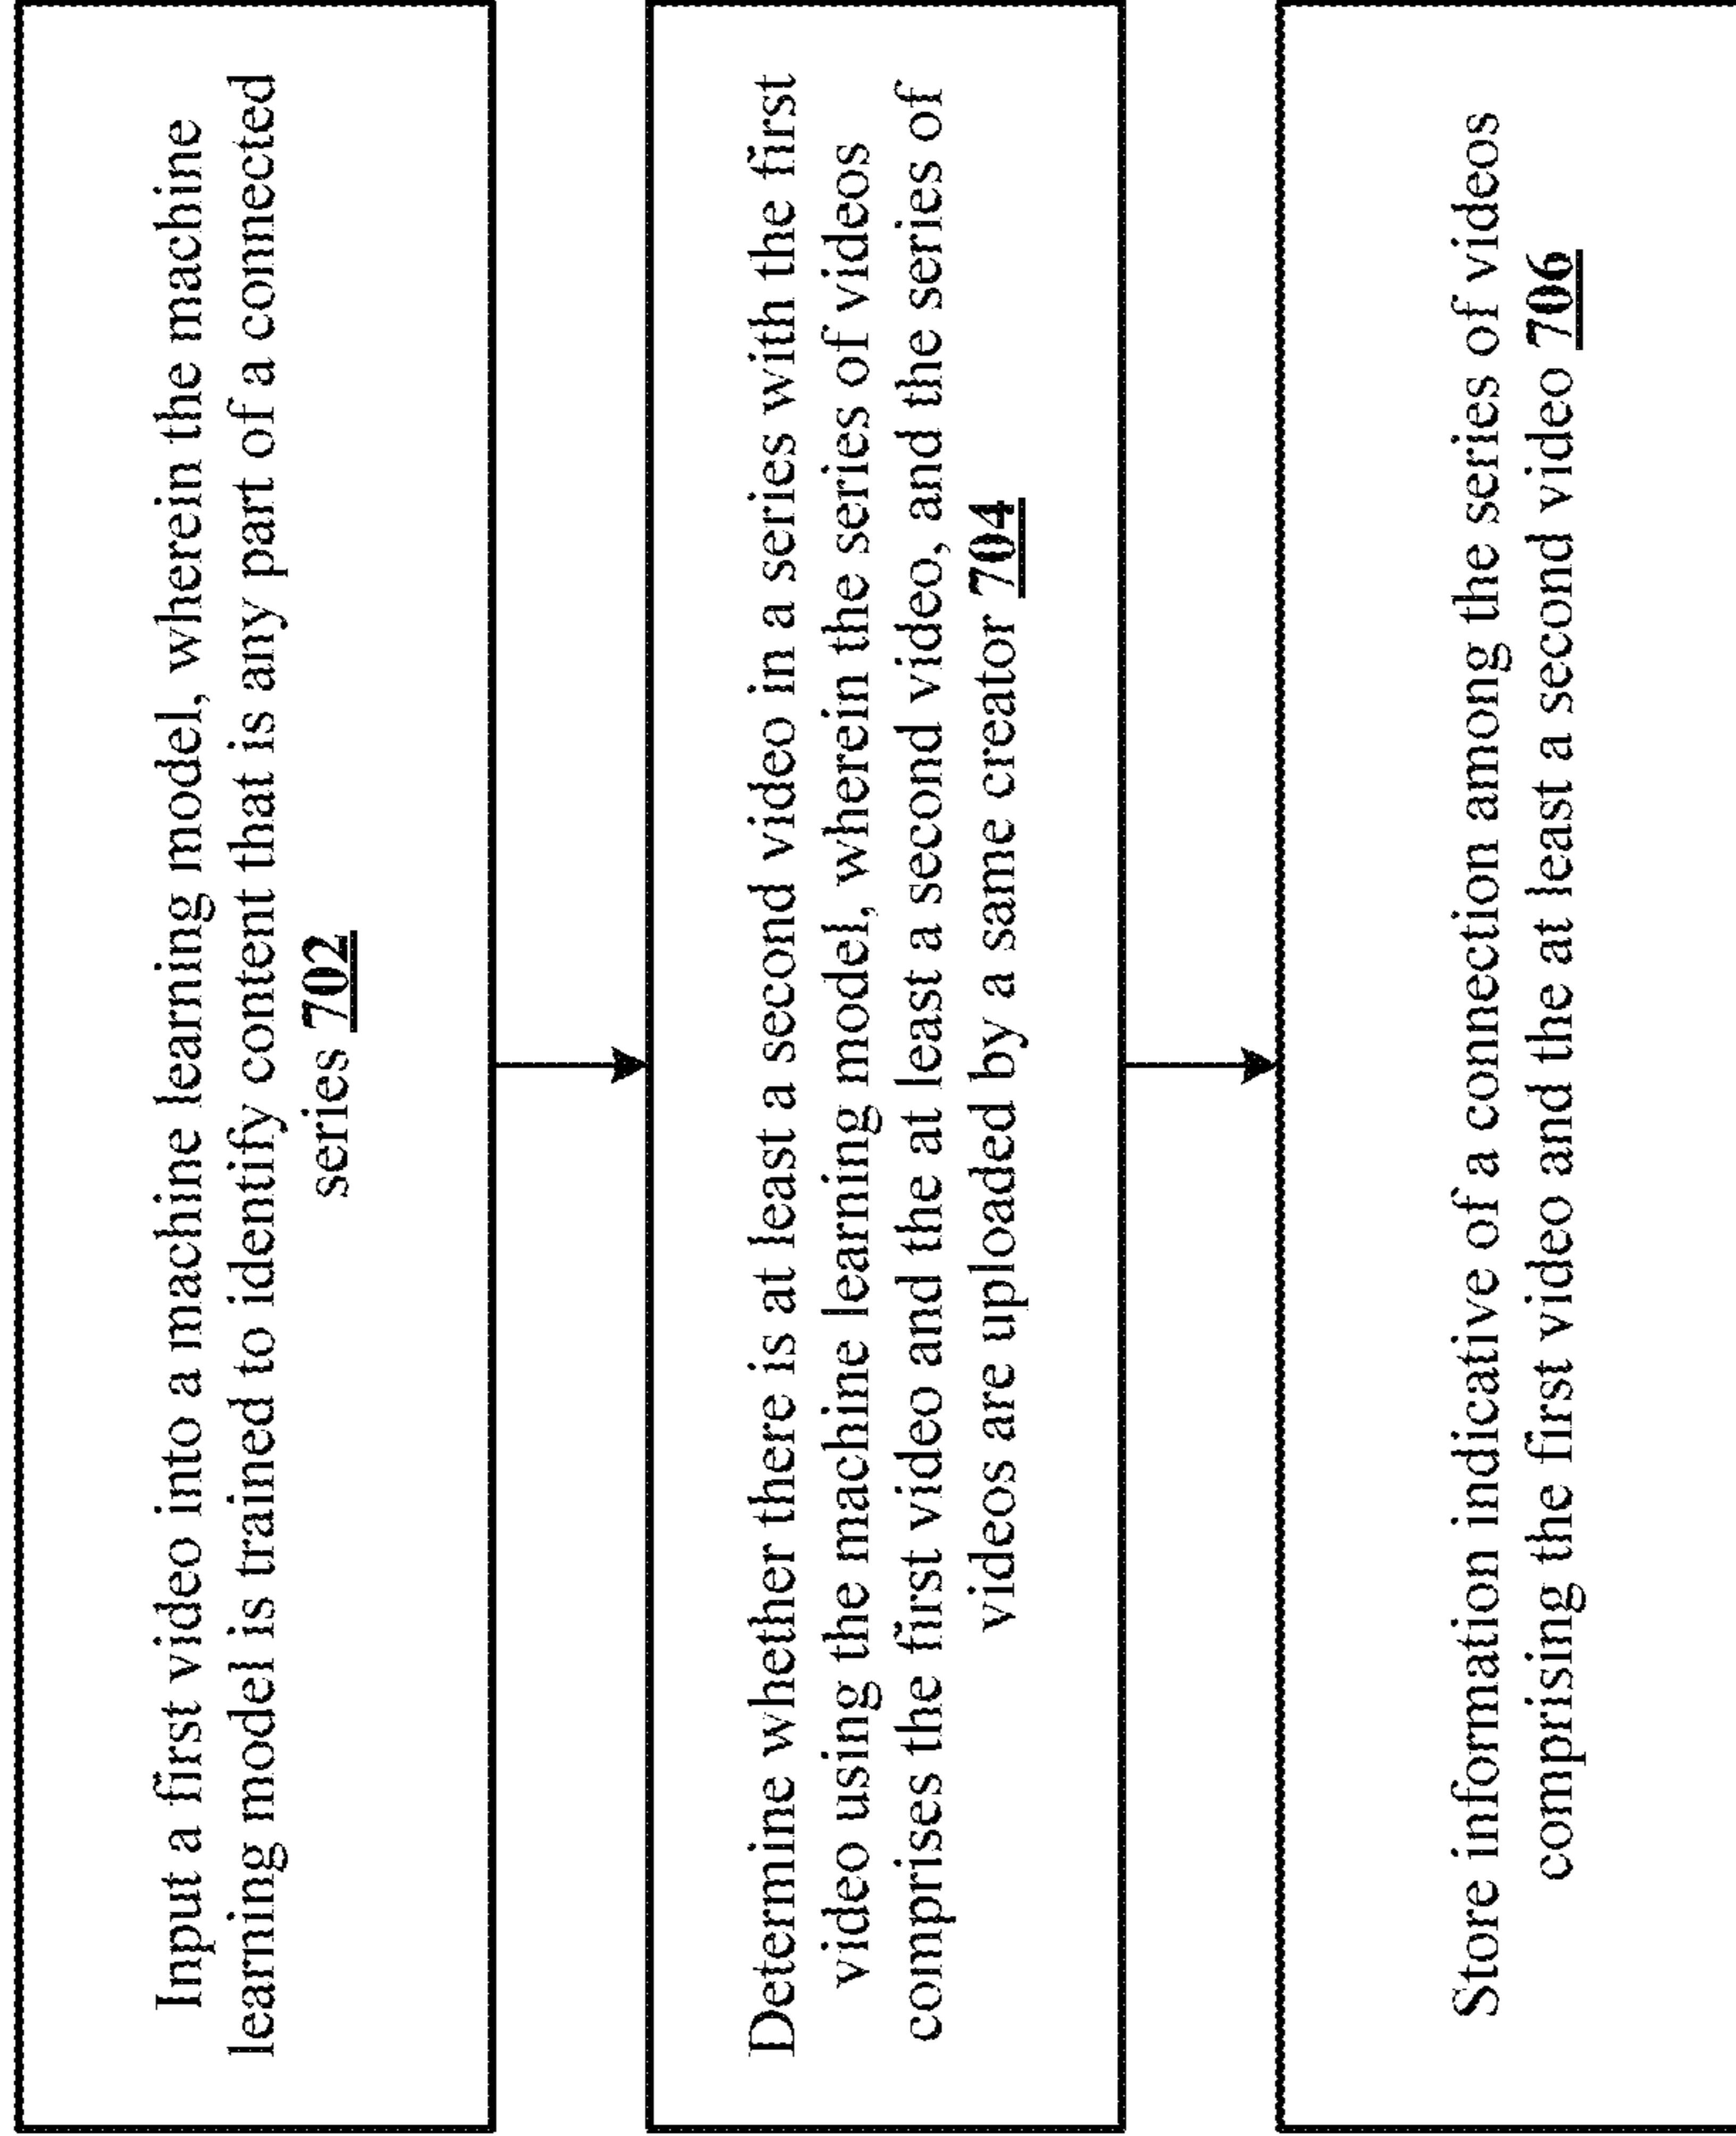 Input a first video into a machine learning model, wherein the machine
learning model is trained to identify content that is any part of a connected
series 702
Determine whether there is at least a second video in a series with the first
video using the machine learning model, wherein the series of videos
comprises the first video and the at least a second video, and the series of
videos are uploaded by a same creator 704
Store information indicative of a connection among the series of videos
comprising the first video and the at least a second video 706